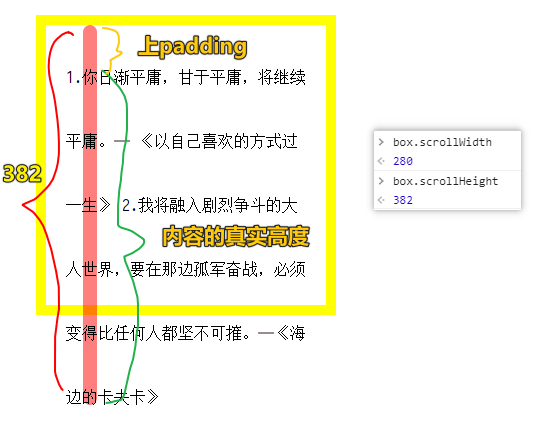 上padding
1.你日渐平庸，甘于平庸，将继续
平庸。—《以自己喜欢的方式过
box.scrollWidth
280
box.scrollHeight
382
382
一生》 2.我将融入剧烈争斗的大
内容的真实高度
人世界，要在那边孤军奋战，必须
变得比任何人都坚不可摧。—《海
边的卡夫卡》